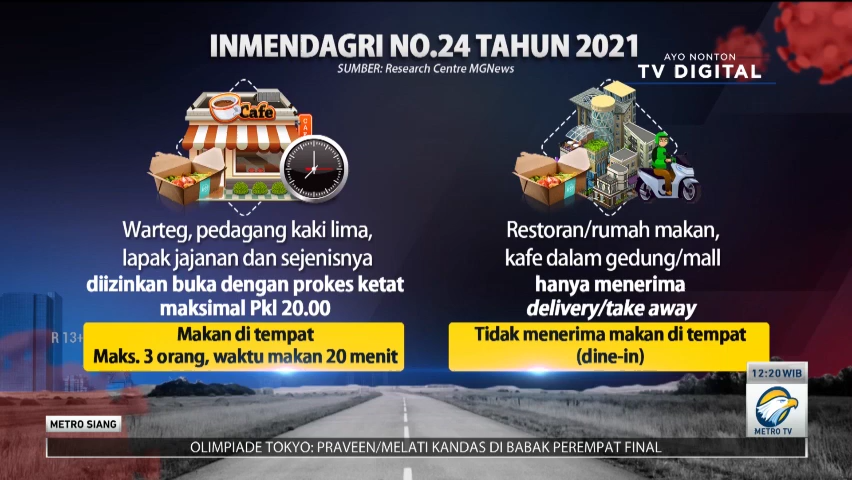 INMENDAGRI NO.24 TAHUN 2021
SUMBER: Research Centre MGNews
AYO NONTON
TV DIGITAL
Cafe
Warteg, pedagang kaki lima,
lapak jajanan dan sejenisnya
diizinkan buka dengan prokes ketat
maksimal Pkl 20.00
Makan di tempat
Maks. 3 orang, waktu makan 20 menit
Restoran/rumah makan,
kafe dalam gedung/mall
hanya menerima
delivery/take away
Tidak menerima makan di tempat
(dine-in)
R 13+
12:20 WIB
METRO TV
METRO SIANG
OLIMPIADE TOKYO: PRAVEEN/MELATI KANDAS DI BABAK PEREMPAT FINAL